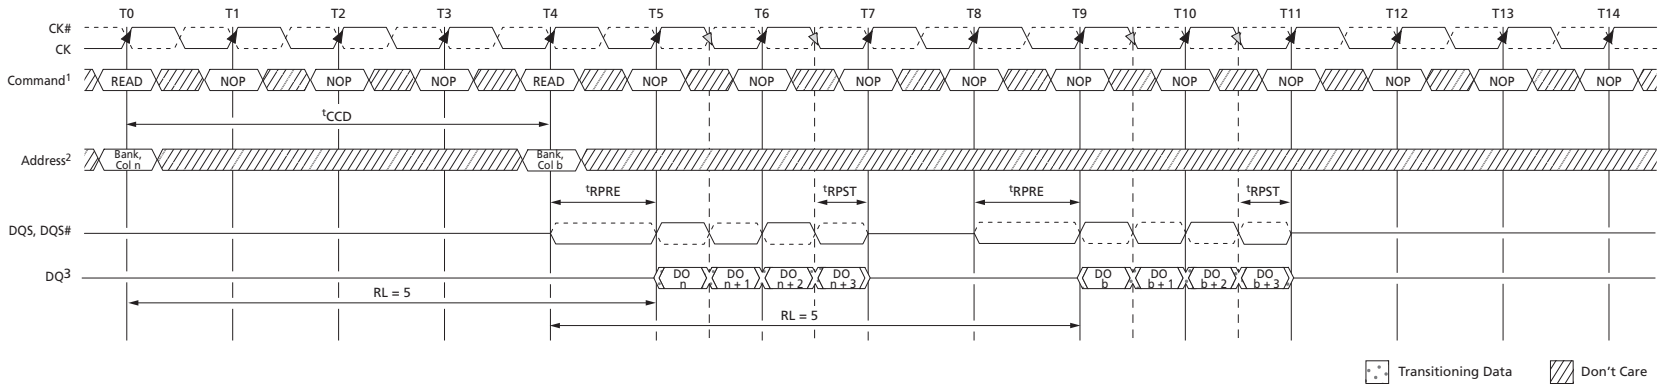 T0 T1 T2 T3 T4 T5 T6 T7 T8 T9 T10 T11 T12 T13 T14
CK#
CK
Command1 READ NOP NOP NOP READ NOP NOP NOP NOP NOP NOP NOP NOP NOP NOP
tCCD
Address2 Bank, Col n Bank, Col b
tRPRE tRPST tRPRE tRPST
DQS, DQS#
DQ3 DO n DO n + 1 DO n + 2 DO n + 3 DO b DO b + 1 DO b + 2 DO b + 3
RL = 5
RL = 5
Transitioning Data Don't Care